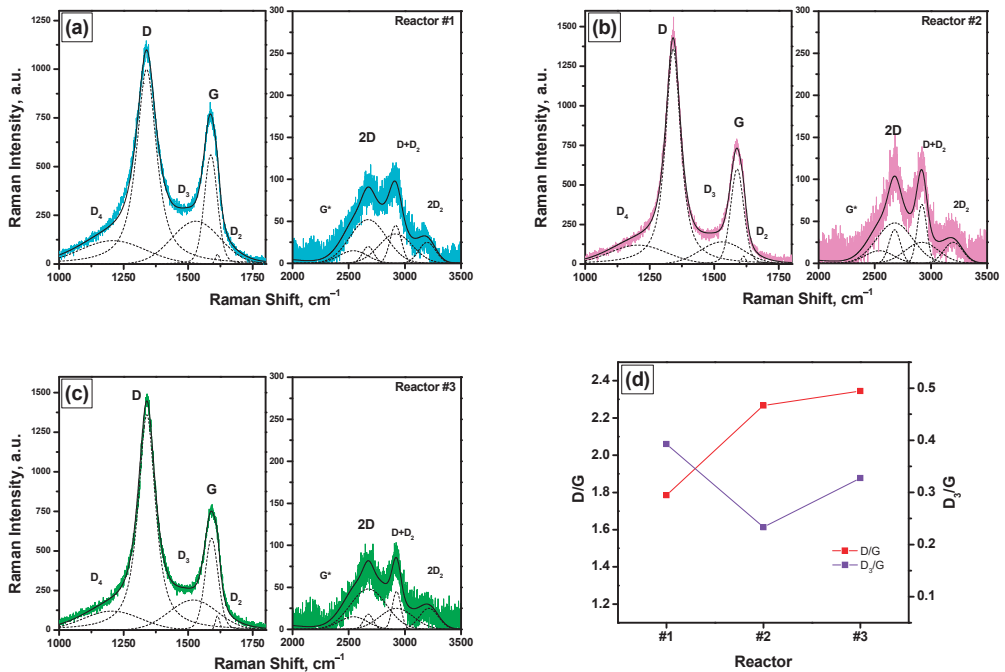 (a)
D
G
D₃
D₄
D₂
Raman Intensity, a.u.
1250
1000
750
500
250
0
1000 1250 1500 1750
Reactor #1
300
250
200
150
100
50
0
2D
D+D₂
G*
2D₂
2000 2500 3000 3500
Raman Shift, cm⁻¹
(b)
D
G
D₃
D₄
D₂
Raman Intensity, a.u.
1500
1250
1000
750
500
250
0
1000 1250 1500 1750
Reactor #2
300
250
200
150
100
50
0
2D
D+D₂
G*
2D₂
2000 2500 3000 3500
Raman Shift, cm⁻¹
(c)
D
G
D₃
D₄
D₂
Raman Intensity, a.u.
1500
1250
1000
750
500
250
0
1000 1250 1500 1750
Reactor #3
300
250
200
150
100
50
0
2D
D+D₂
G*
2D₂
2000 2500 3000 3500
Raman Shift, cm⁻¹
(d)
D/G
2.4
2.2
2.0
1.8
1.6
1.4
1.2
D₃/G
0.5
0.4
0.3
0.2
0.1
D/G
D₃/G
#1 #2 #3
Reactor